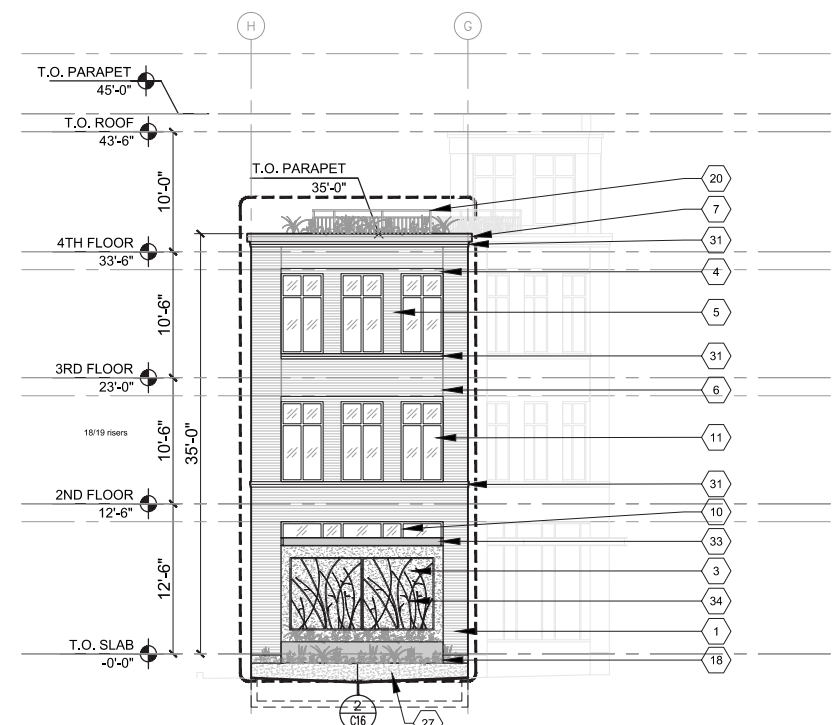 H
G
T.O. PARAPET
45'-0"
T.O. ROOF
43'-6"
10'-0"
T.O. PARAPET
35'-0"
20
7
31
4TH FLOOR
33'-6"
4
10'-6"
5
31
3RD FLOOR
23'-0"
6
18/19 risers
10'-6"
35'-0"
11
31
2ND FLOOR
12'-6"
10
33
12'-6"
3
34
1
T.O. SLAB
-0'-0"
18
2
C16
27